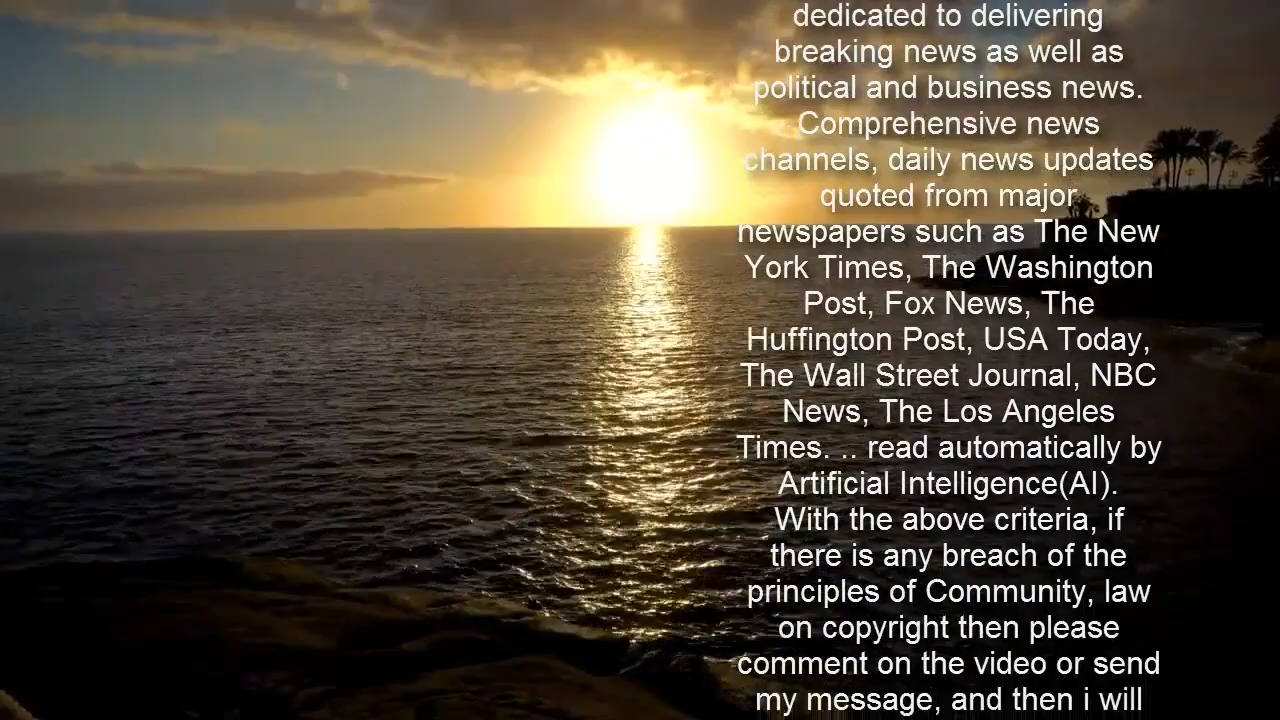 dedicated to delivering
breaking news as well as
political and business news.
Comprehensive news
channels, daily news updates
quoted from major
newspapers such as The New
York Times, The Washington
Post, Fox News, The
Huffington Post, USA Today,
The Wall Street Journal, NBC
News, The Los Angeles
Times. .. read automatically by
Artificial Intelligence(AI).
With the above criteria, if
there is any breach of the
principles of Community, law
on copyright then please
comment on the video or send
my message, and then i will